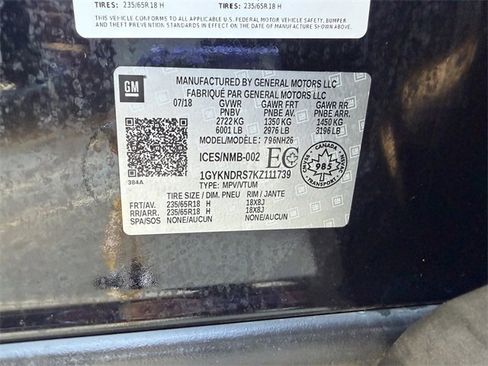 TIRES: 235/65R18 H 235/65R18 H
THIS VEHICLE CONFORMS TO ALL APPLICABLE U.S. FEDERAL MOTOR VEHICLE SAFETY, BUMPER
AND THEFT PREVENTION STANDARDS IN EFFECT ON THE DATE OF MANUFACTURE SHOWN ABOVE.
GM
MANUFACTURED BY GENERAL MOTORS LLC
FABRIQUÉ PAR GENERAL MOTORS LLC
07/18 GVWR GAWR FRT GAWR RR
PNBV PNBE AV. PNBE ARR.
2722 KG 1350 KG 1450 KG
6001 LB 2976 LB 3196 LB
MODEL/MODÈLE: 796NH26
ICES/NMB-002 EC
CANADA 985 TRANSPORT
1GYKNDRS7KZ111739
384A
TYPE: MPV/VTUM
TIRE SIZE / DIM. PNEU RIM / JANTE
FRT/AV. 235/65R18 H 18X8J
RR/ARR. 235/65R18 H 18X8J
SPA/SOS NONE/AUCUN NONE/AUCUN